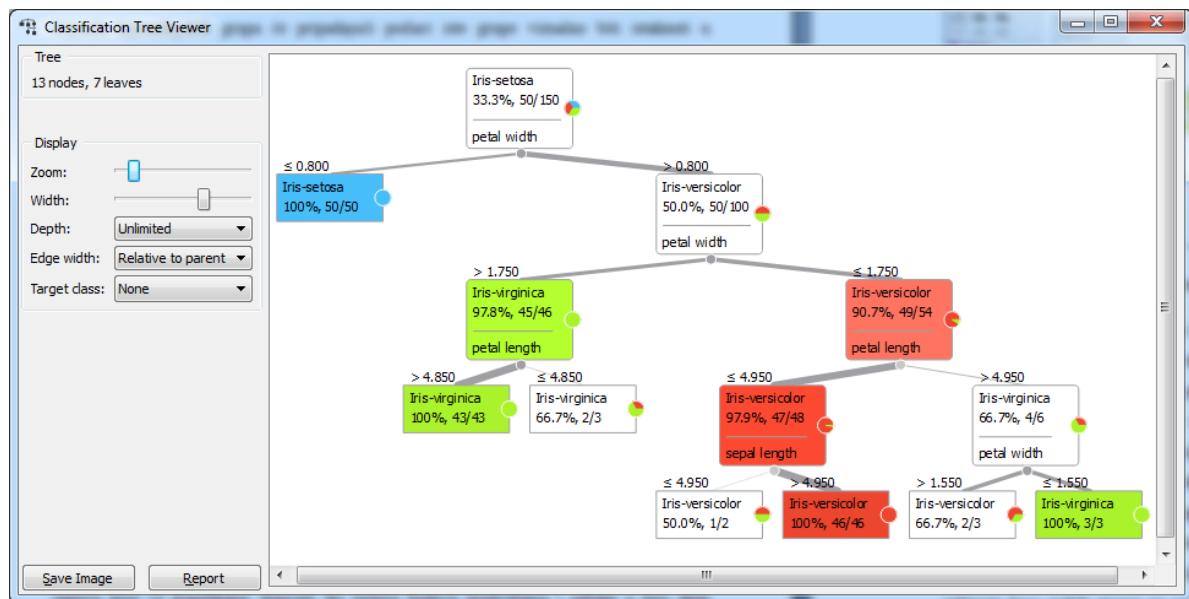 Classification Tree Viewer
Tree
13 nodes, 7 leaves
Display
Zoom:
Width:
Depth: Unlimited
Edge width: Relative to parent
Target class: None
Save Image
Report
Iris-setosa
33.3%, 50/150
petal width
≤ 0.800
> 0.800
Iris-setosa
100%, 50/50
Iris-versicolor
50.0%, 50/100
petal width
> 1.750
≤ 1.750
Iris-virginica
97.8%, 45/46
petal length
Iris-versicolor
90.7%, 49/54
petal length
> 4.850
≤ 4.850
≤ 4.950
> 4.950
Iris-virginica
100%, 43/43
Iris-virginica
66.7%, 2/3
Iris-versicolor
97.9%, 47/48
sepal length
Iris-virginica
66.7%, 4/6
petal width
≤ 4.950
> 4.950
> 1.550
≤ 1.550
Iris-versicolor
50.0%, 1/2
Iris-versicolor
100%, 46/46
Iris-versicolor
66.7%, 2/3
Iris-virginica
100%, 3/3